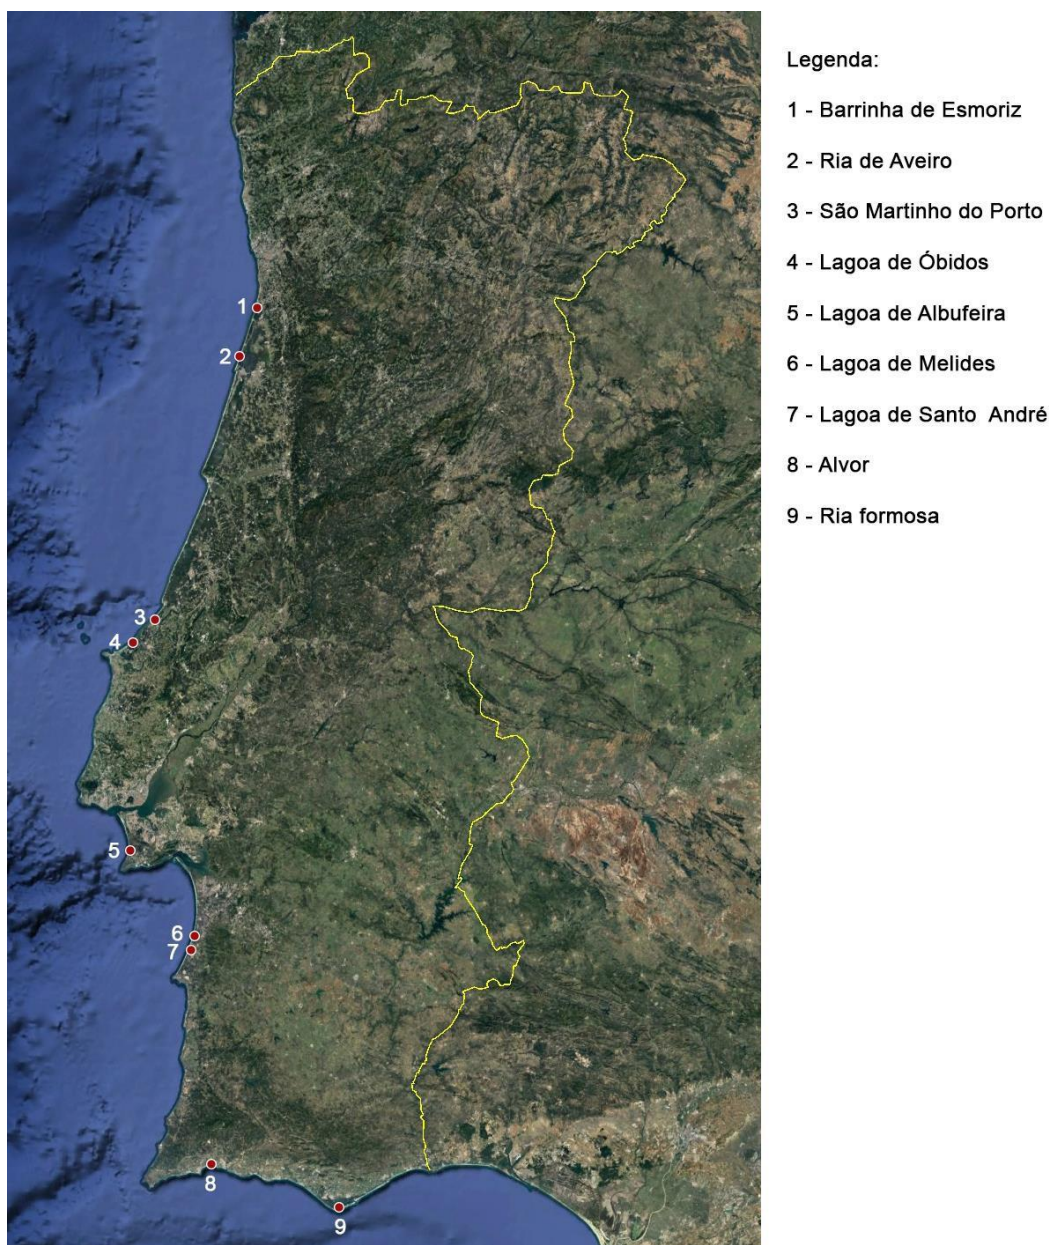 Legenda:
1 - Barrinha de Esmoriz
2 - Ria de Aveiro
3 - São Martinho do Porto
4 - Lagoa de Óbidos
5 - Lagoa de Albufeira
6 - Lagoa de Melides
7 - Lagoa de Santo  André
8 - Alvor
9 - Ria formosa
1
2
3
4
5
6
7
8
9